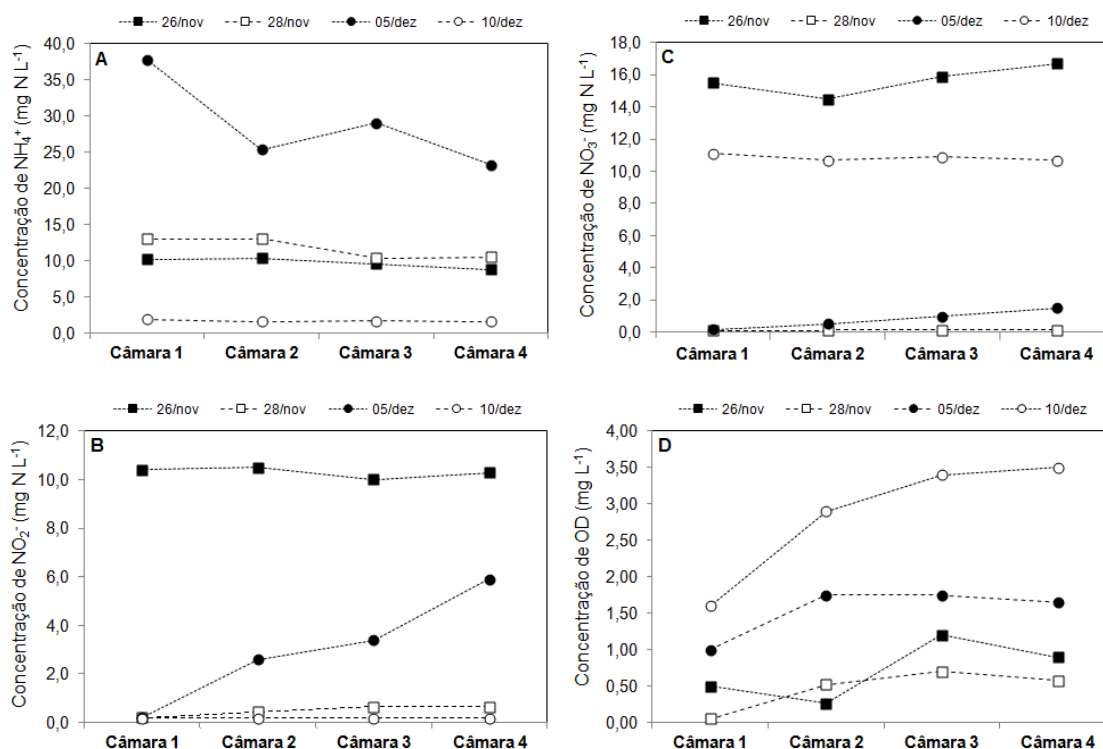 26/nov 28/nov 05/dez 10/dez
A
Concentração de NH₄⁺ (mg N L⁻¹)
40,0
35,0
30,0
25,0
20,0
15,0
10,0
5,0
0,0
Câmara 1 Câmara 2 Câmara 3 Câmara 4
26/nov 28/nov 05/dez 10/dez
C
Concentração de NO₃⁻ (mg N L⁻¹)
18,0
16,0
14,0
12,0
10,0
8,0
6,0
4,0
2,0
0,0
Câmara 1 Câmara 2 Câmara 3 Câmara 4
26/nov 28/nov 05/dez 10/dez
B
Concentração de NO₂⁻ (mg N L⁻¹)
12,0
10,0
8,0
6,0
4,0
2,0
0,0
Câmara 1 Câmara 2 Câmara 3 Câmara 4
26/nov 28/nov 05/dez 10/dez
D
Concentração de OD (mg L⁻¹)
4,00
3,50
3,00
2,50
2,00
1,50
1,00
0,50
0,00
Câmara 1 Câmara 2 Câmara 3 Câmara 4